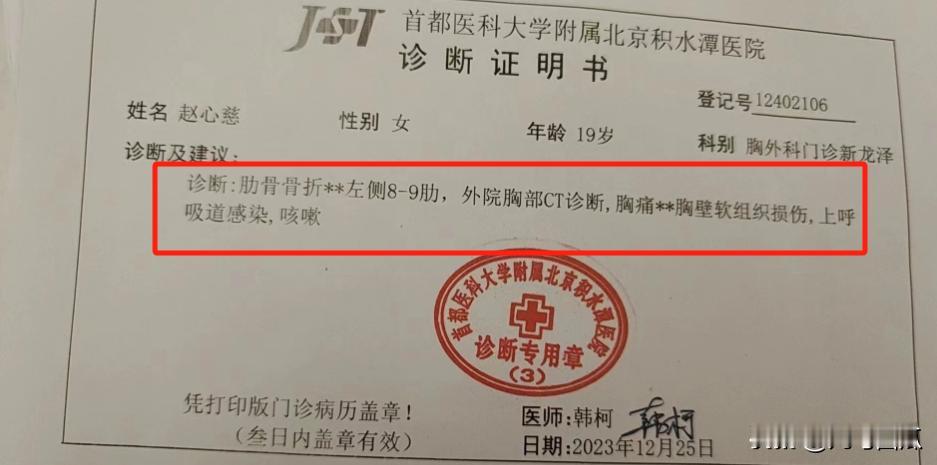 JST 首都医科大学附属北京积水潭医院
诊断证明书
登记号 12402106
姓名 赵心慈 性别 女 年龄 19岁 科别 胸外科门诊新龙泽
诊断及建议:
诊断:肋骨骨折**左侧8-9肋，外院胸部CT诊断,胸痛**胸壁软组织损伤,上呼
吸道感染,咳嗽
首都医科大学附属北京积水潭医院
诊断专用章
(3)
凭打印版门诊病历盖章!
(叁日内盖章有效)
医师:韩柯 韩柯
日期:2023年12月25日